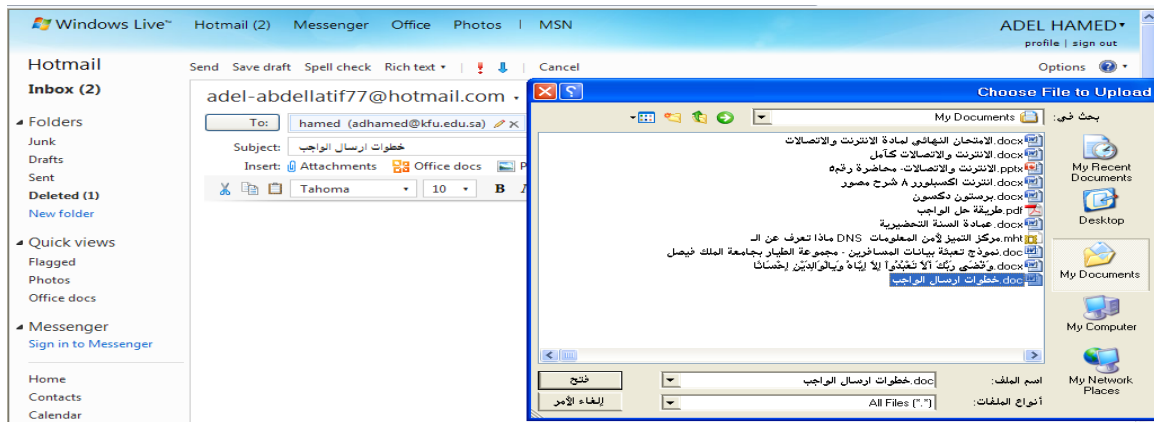 Windows Live™ Hotmail (2) Messenger Office Photos | MSN ADEL HAMED
profile | sign out
Hotmail
Send Save draft Spell check Rich text | Cancel Options
Inbox (2)
adel-abdellatif77@hotmail.com
To: hamed (adhamed@kfu.edu.sa)
Subject: خطوات ارسال الواجب
Insert: Attachments Office docs P
Tahoma 10 B I
Folders
Junk
Drafts
Sent
Deleted (1)
New folder
Quick views
Flagged
Photos
Office docs
Messenger
Sign in to Messenger
Home
Contacts
Calendar
Choose File to Upload
بحث في: My Documents
الامتحان النهائي لمادة الانترنت والاتصالات.docx
الانترنت والاتصالات كآمل.docx
الانترنت والاتصالات- محاضرة رقم٥.pptx
انترنت اكسبلورر ٨ شرح مصور.docx
برستون دكسون.docx
طريقة حل الواجب.pdf
عمادة السنة التحضيرية.docx
مركز التميز لأمن المعلومات DNS ماذا تعرف عن الـ.mht
نموذج تعبئة بيانات المسافرين - مجموعة الطيار بجامعة الملك فيصل.doc
وَقَضَى رَبُّكَ أَلاَّ تَعْبُدُواْ إِلاَّ إِيَّاهُ وَبِالْوَالِدَيْنِ إِحْسَانًا.docx
خطوات ارسال الواجب.doc
My Recent Documents
Desktop
My Documents
My Computer
My Network Places
اسم الملف: خطوات ارسال الواجب.doc فتح
أنواع الملفات: All Files (*.*) إلغاء الأمر